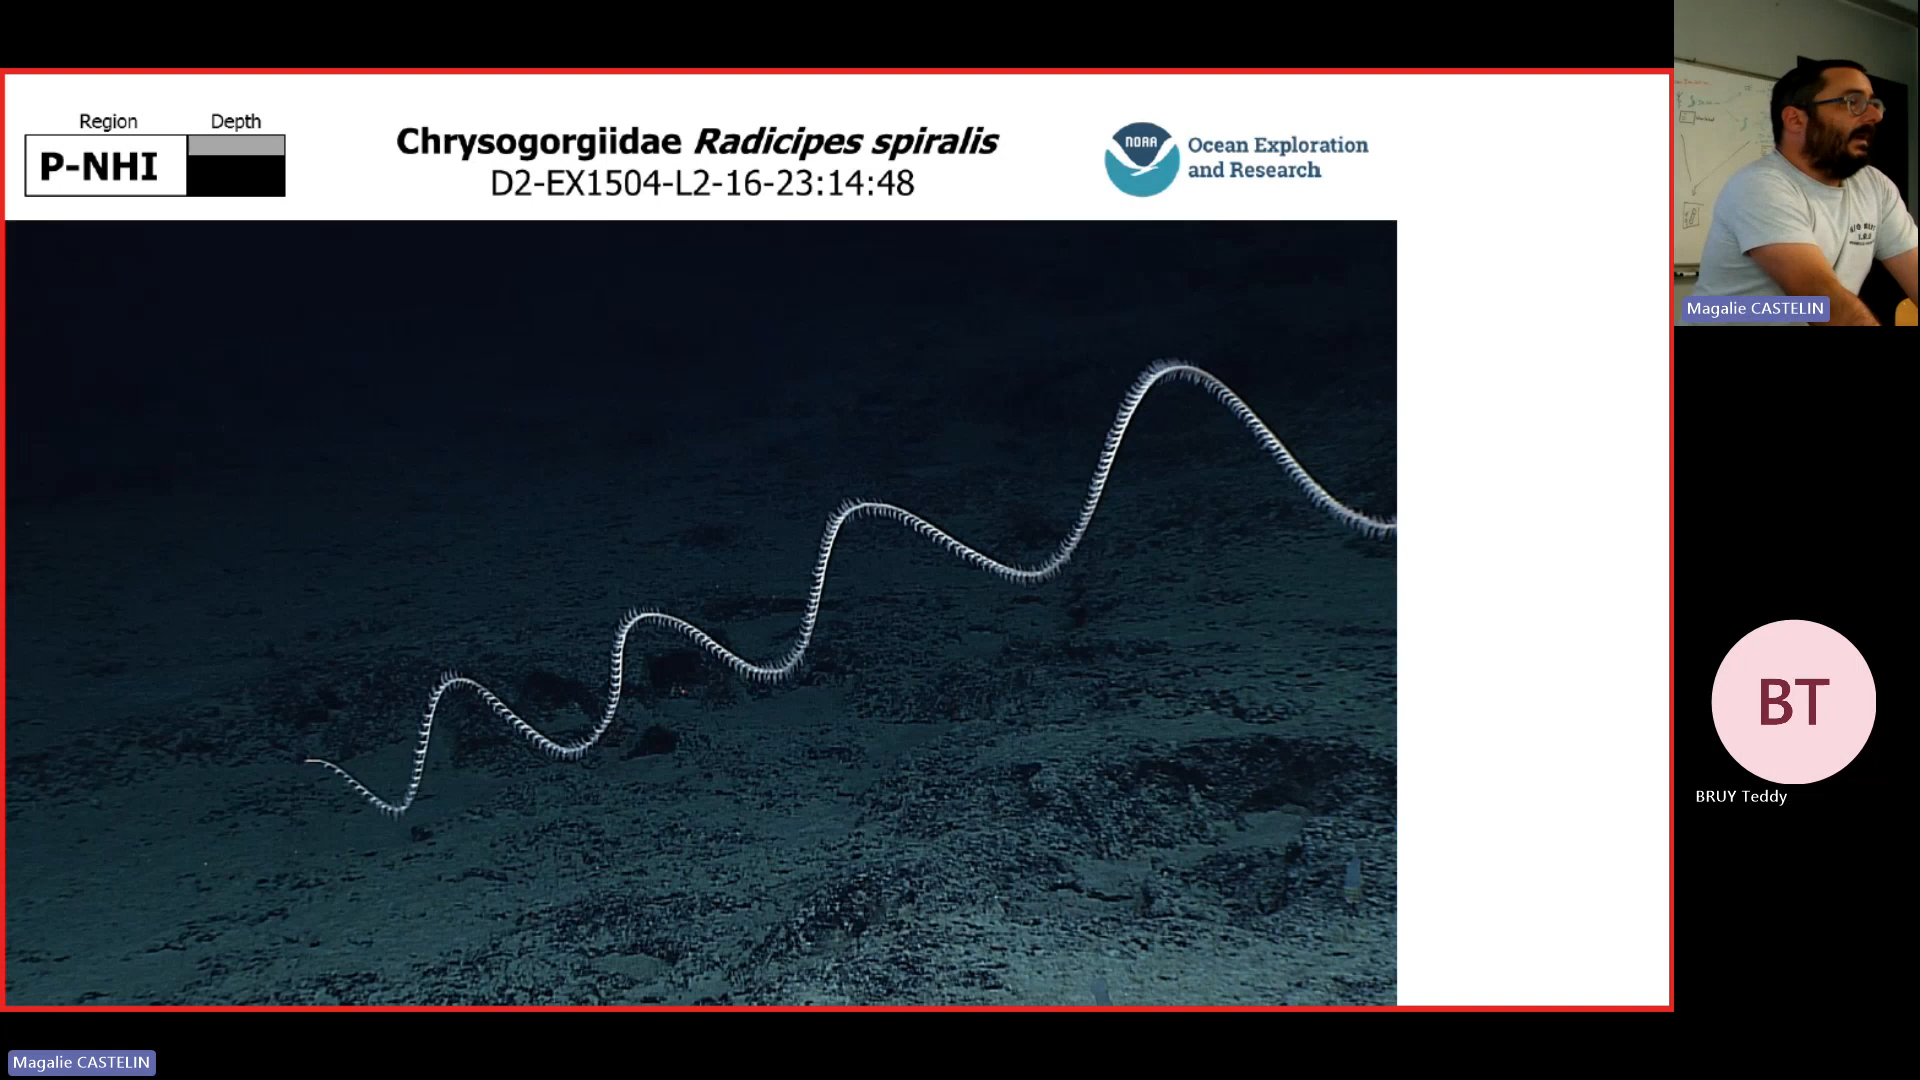 Region
Depth
P-NHI
Chrysogorgiidae Radicipes spiralis
D2-EX1504-L2-16-23:14:48
NOAA
Ocean Exploration
and Research
Magalie CASTELIN
BT
BRUY Teddy
Magalie CASTELIN